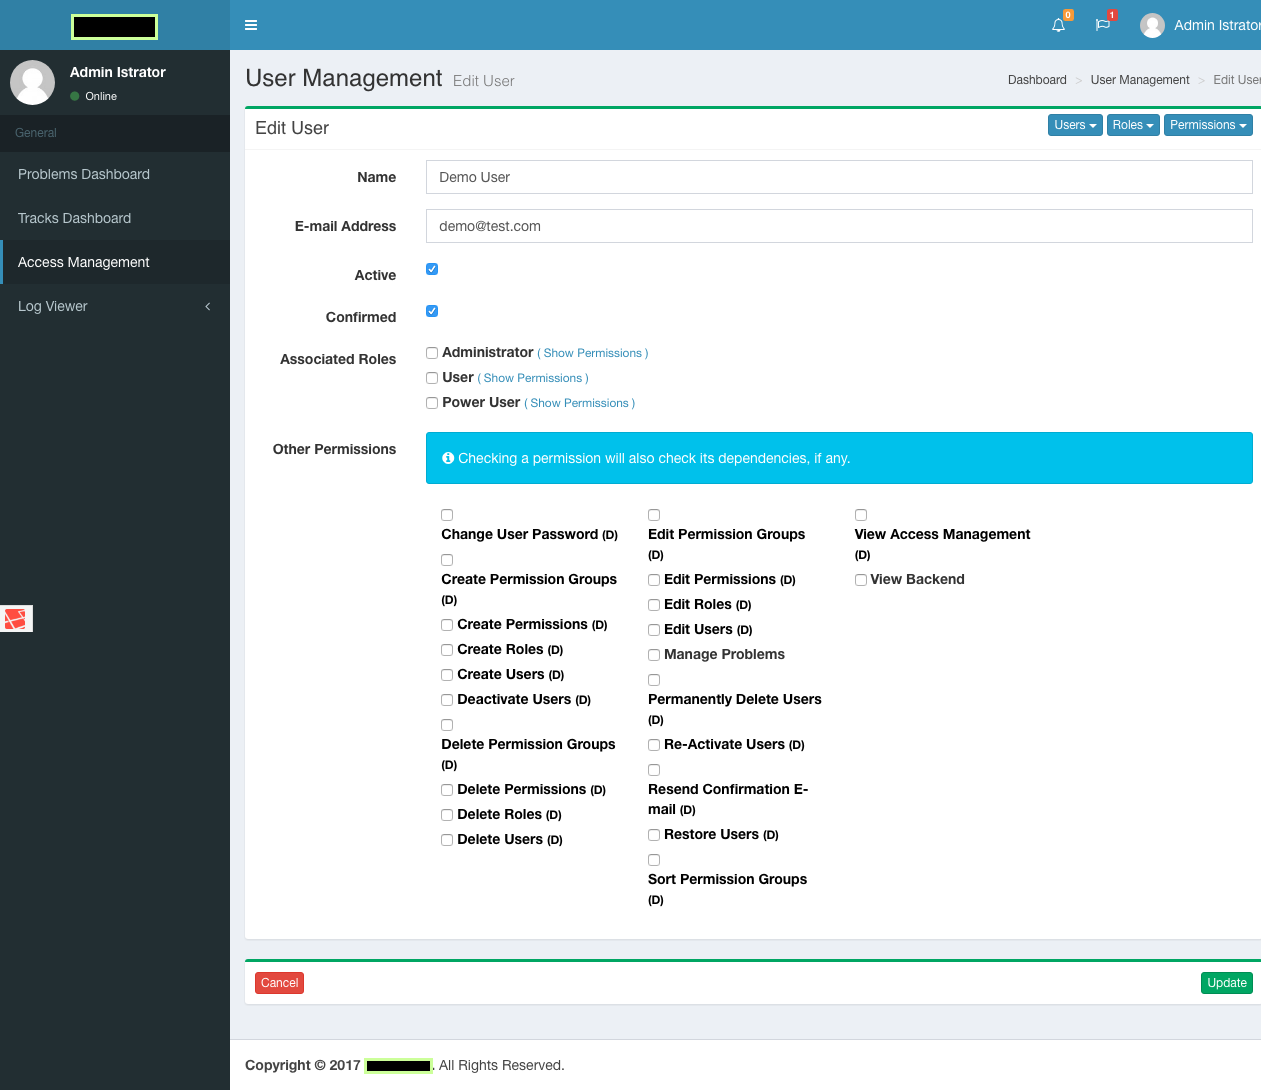 0
1
Admin Istrator
Admin Istrator
Online
General
Problems Dashboard
Tracks Dashboard
Access Management
Log Viewer
User Management Edit User
Dashboard > User Management > Edit User
Edit User
Users Roles Permissions
Name Demo User
E-mail Address demo@test.com
Active
Confirmed
Associated Roles
Administrator ( Show Permissions )
User ( Show Permissions )
Power User ( Show Permissions )
Other Permissions
Checking a permission will also check its dependencies, if any.
Change User Password (D)
Create Permission Groups
(D)
Create Permissions (D)
Create Roles (D)
Create Users (D)
Deactivate Users (D)
Delete Permission Groups
(D)
Delete Permissions (D)
Delete Roles (D)
Delete Users (D)
Edit Permission Groups
(D)
Edit Permissions (D)
Edit Roles (D)
Edit Users (D)
Manage Problems
Permanently Delete Users
(D)
Re-Activate Users (D)
Resend Confirmation E-
mail (D)
Restore Users (D)
Sort Permission Groups
(D)
View Access Management
(D)
View Backend
Cancel
Update
Copyright © 2017 . All Rights Reserved.